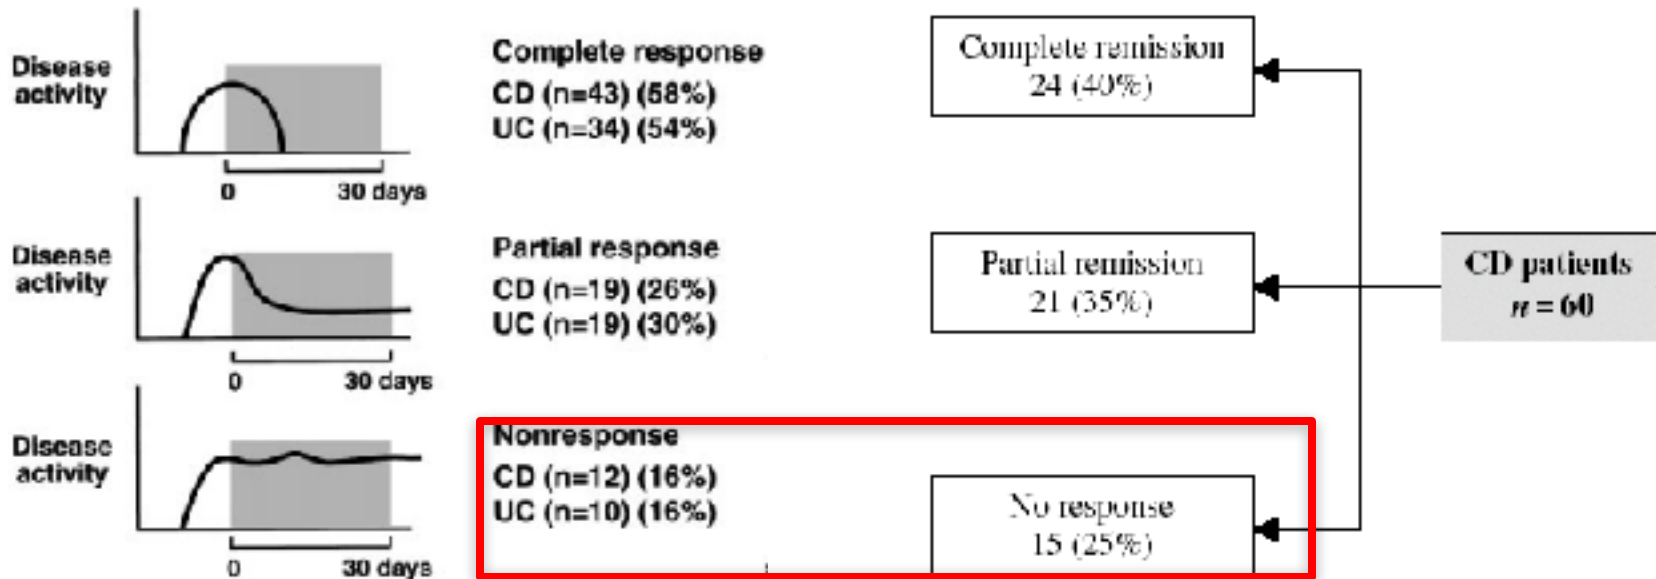 Disease
activity
0 30 days
Complete response
CD (n=43) (58%)
UC (n=34) (54%)
Complete remission
24 (40%)
Disease
activity
0 30 days
Partial response
CD (n=19) (26%)
UC (n=19) (30%)
Partial remission
21 (35%)
CD patients
n = 60
Disease
activity
0 30 days
Nonresponse
CD (n=12) (16%)
UC (n=10) (16%)
No response
15 (25%)